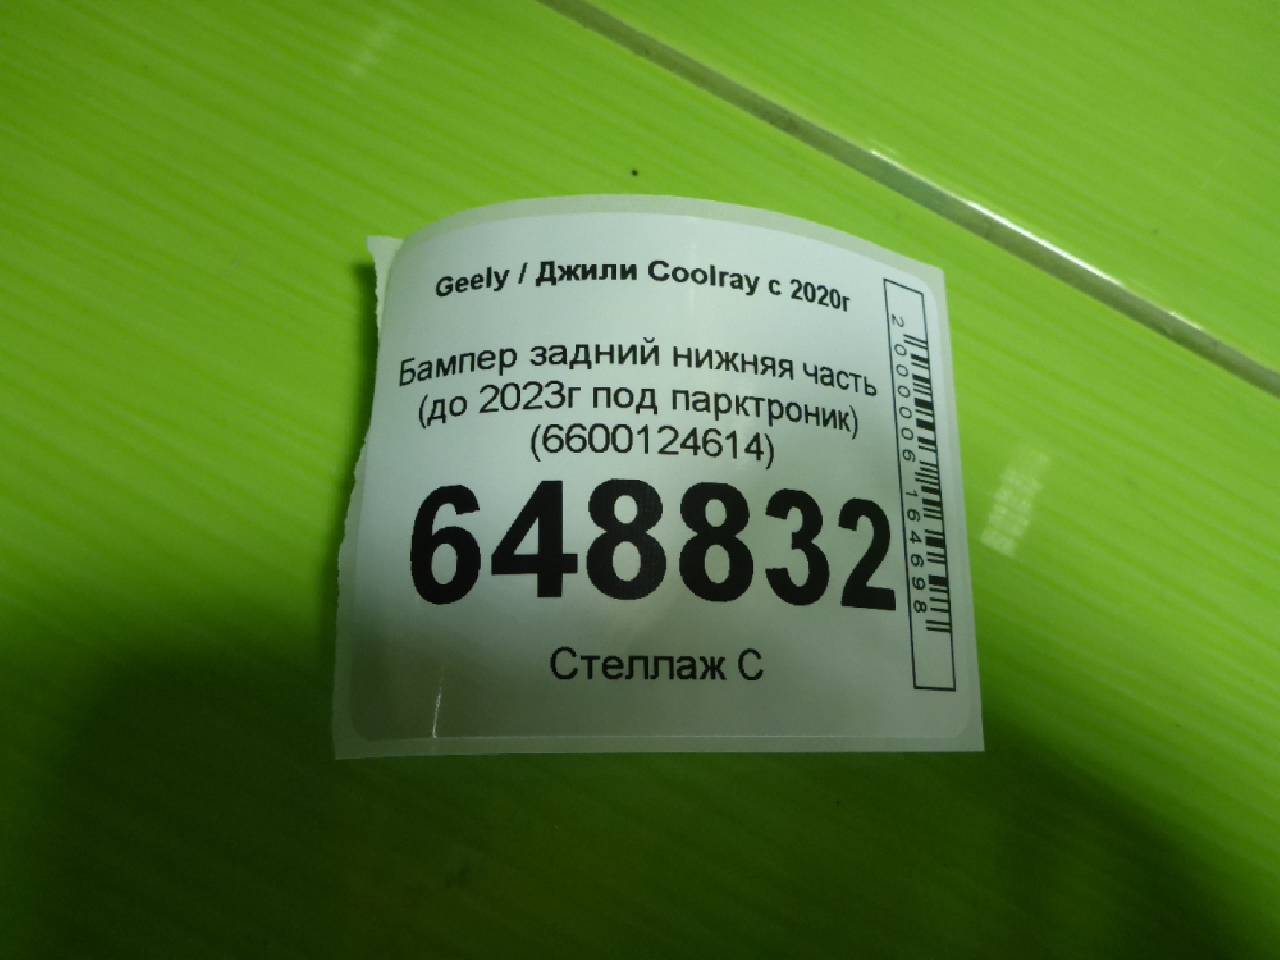 Geely / Джили Coolray с 2020г
Бампер задний нижняя часть
(до 2023г под парктроник)
(6600124614)
648832
Стеллаж С
2000006164698